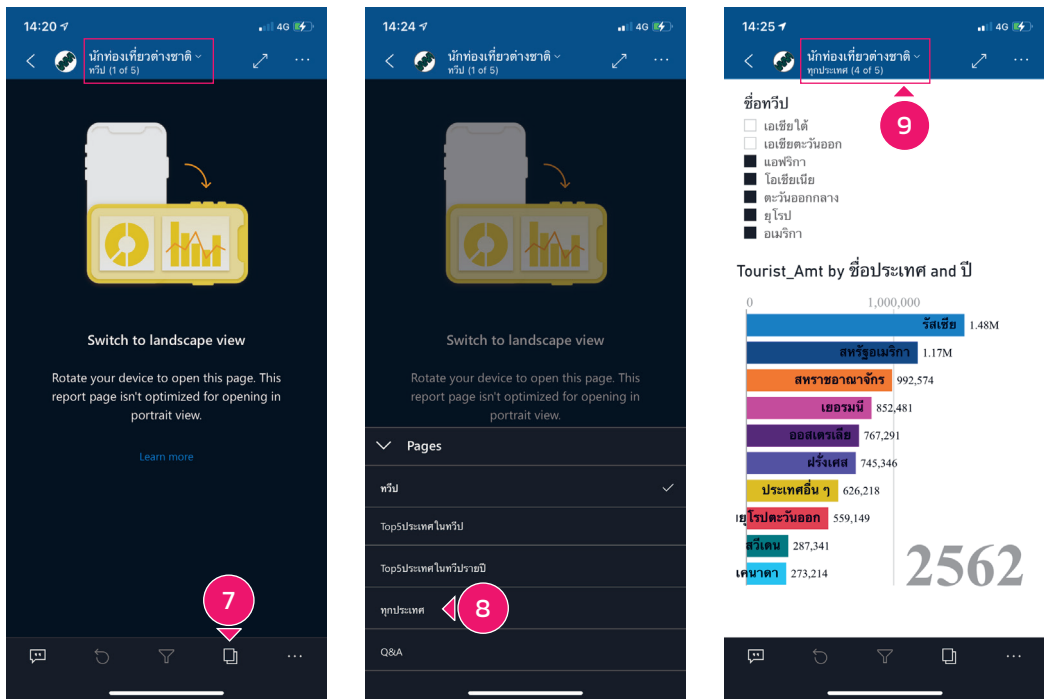 14:20
4G
นักท่องเที่ยวต่างชาติ
ทวีป (1 of 5)
Switch to landscape view
Rotate your device to open this page. This
report page isn't optimized for opening in
portrait view.
Learn more
7
14:24
4G
นักท่องเที่ยวต่างชาติ
ทวีป (1 of 5)
Switch to landscape view
Rotate your device to open this page. This
report page isn't optimized for opening in
portrait view.
Pages
ทวีป
Top5ประเทศในทวีป
Top5ประเทศในทวีปรายปี
ทุกประเทศ
8
Q&A
14:25
4G
นักท่องเที่ยวต่างชาติ
ทุกประเทศ (4 of 5)
9
ชื่อทวีป
เอเชียใต้
เอเชียตะวันออก
แอฟริกา
โอเชียเนีย
ตะวันออกกลาง
ยุโรป
อเมริกา
Tourist_Amt by ชื่อประเทศ and ปี
0 1,000,000
รัสเซีย 1.48M
สหรัฐอเมริกา 1.17M
สหราชอาณาจักร 992,574
เยอรมนี 852,481
ออสเตรเลีย 767,291
ฝรั่งเศส 745,346
ประเทศอื่น ๆ 626,218
ยุโรปตะวันออก 559,149
สวีเดน 287,341
แคนาดา 273,214
2562